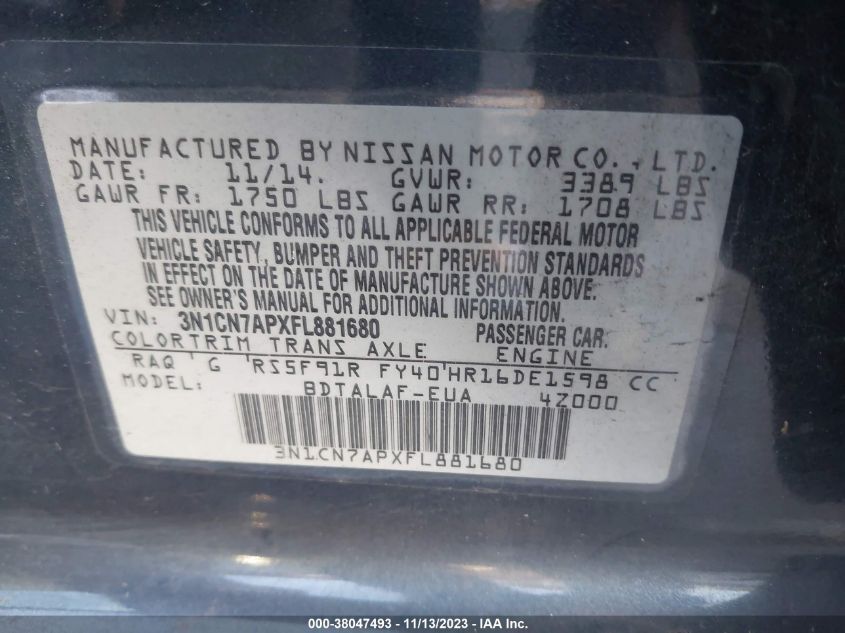 MANUFACTURED BY NISSAN MOTOR CO., LTD.
DATE: 11/14. GVWR: 3389 LBS
GAWR FR: 1750 LBS GAWR RR: 1708 LBS
THIS VEHICLE CONFORMS TO ALL APPLICABLE FEDERAL MOTOR
VEHICLE SAFETY, BUMPER AND THEFT PREVENTION STANDARDS
IN EFFECT ON THE DATE OF MANUFACTURE SHOWN ABOVE.
SEE OWNER'S MANUAL FOR ADDITIONAL INFORMATION.
VIN: 3N1CN7APXFL881680 PASSENGER CAR.
COLOR TRIM TRANS AXLE ENGINE
RAQ ' G 'RS5F91R FY40'HR16DE1598 CC
MODEL: BDTALAF-EUA 4Z000
3N1CN7APXFL881680
000-38047493 - 11/13/2023 - Copyright © IAA Inc.